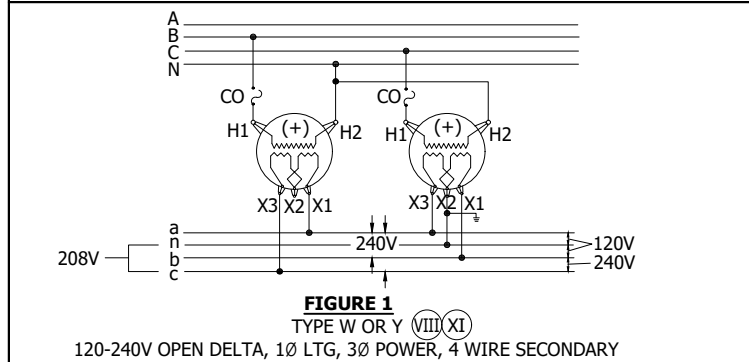 A
B
C
N
CO
CO
H1 (+) H2
H1 (+) H2
X3 X2 X1
X3 X2 X1
a
n
b
c
208V
240V
120V
240V
FIGURE 1
TYPE W OR Y VIII XI
120-240V OPEN DELTA, 1Ø LTG, 3Ø POWER, 4 WIRE SECONDARY